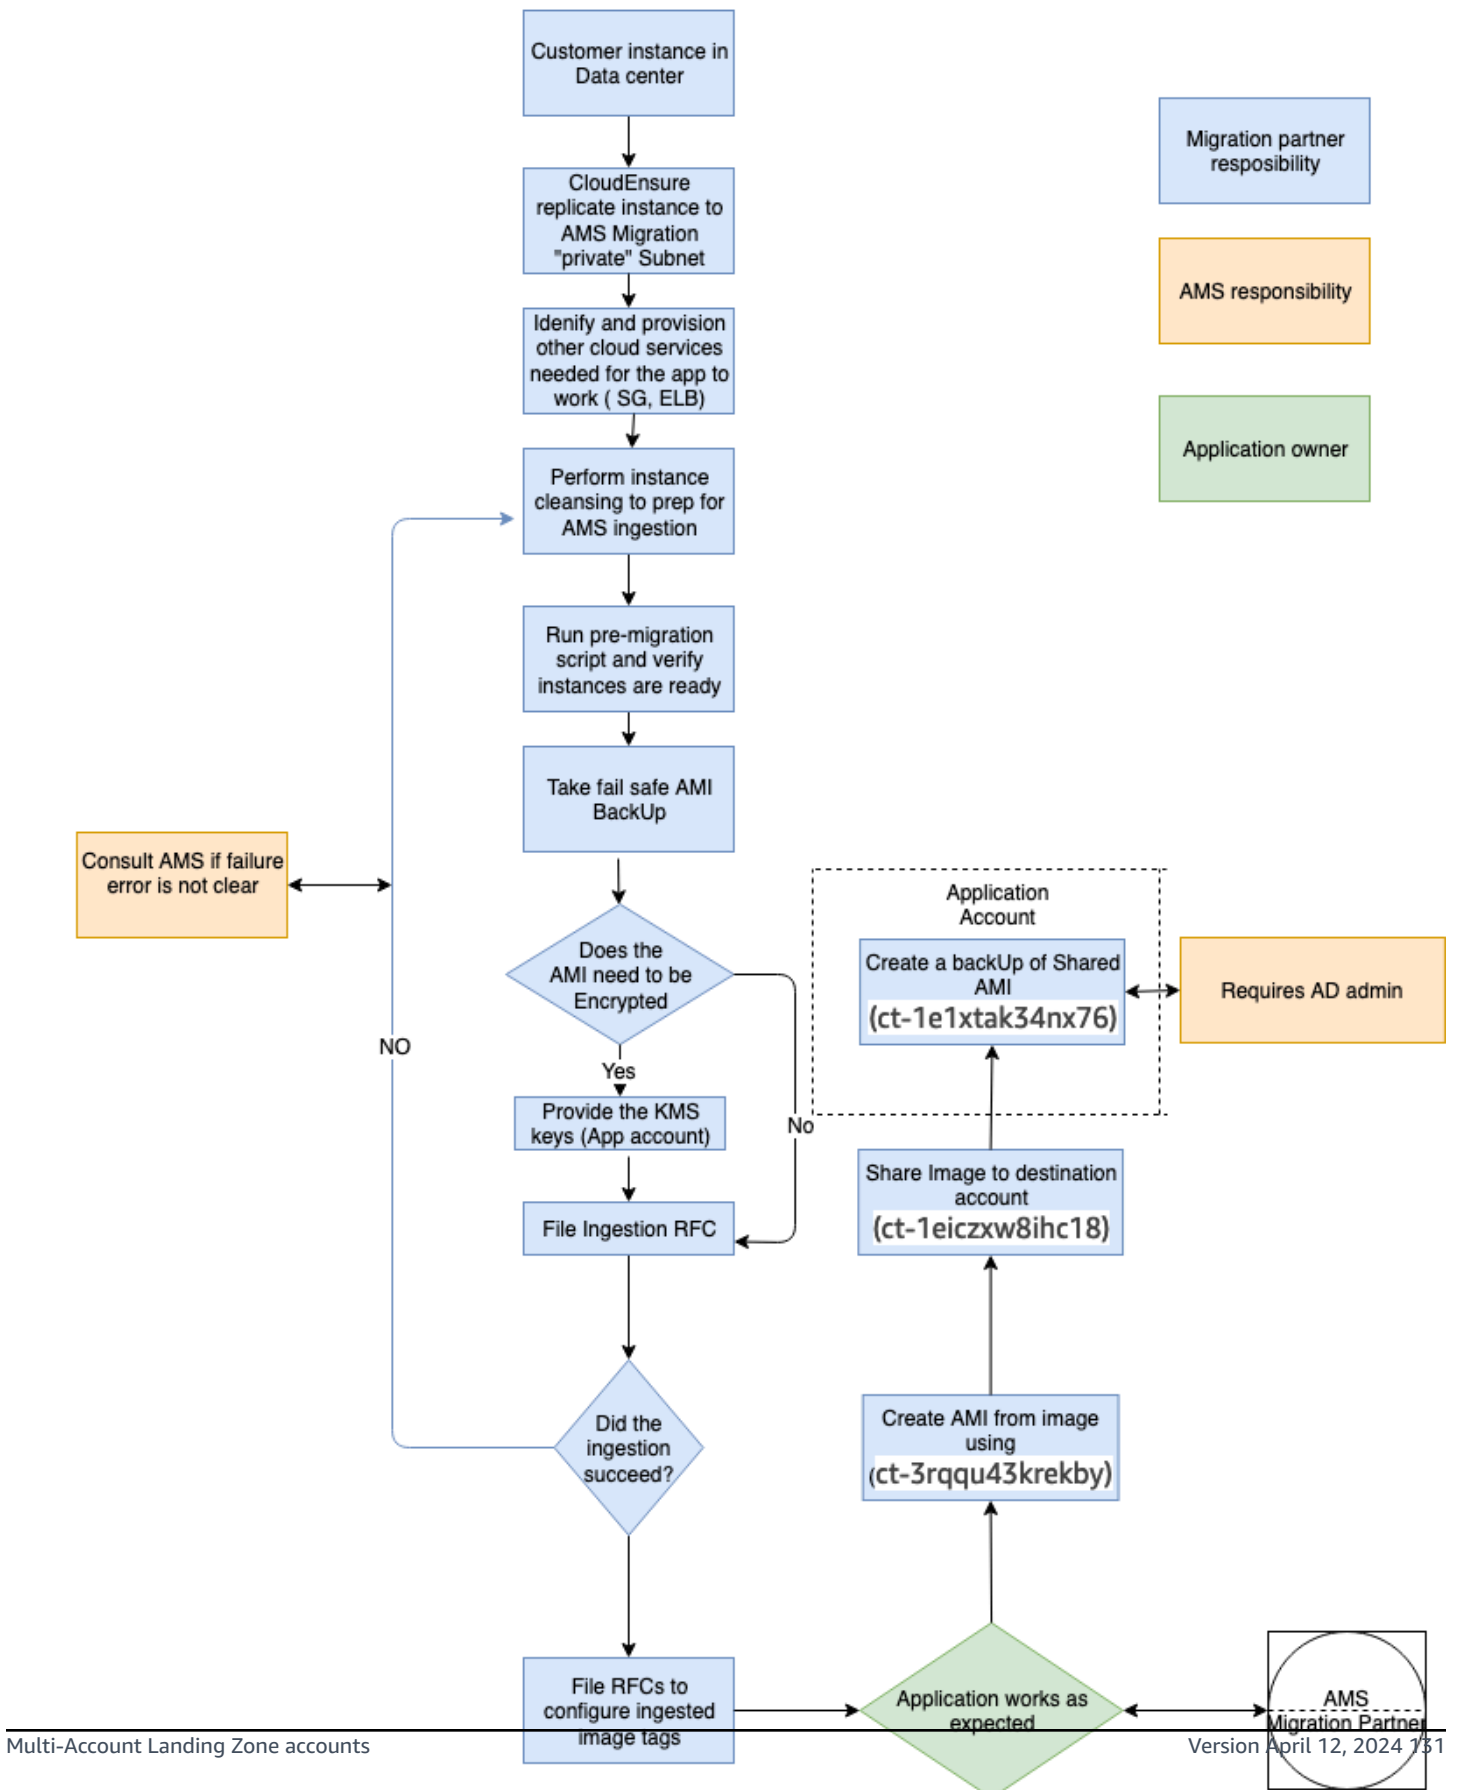 Customer instance in
Data center
CloudEnsure
replicate instance to
AMS Migration
"private" Subnet
Idenify and provision
other cloud services
needed for the app to
work ( SG, ELB)
Perform instance
cleansing to prep for
AMS ingestion
Run pre-migration
script and verify
instances are ready
Take fail safe AMI
BackUp
Does the
AMI need to be
Encrypted
Yes
No
Provide the KMS
keys (App account)
File Ingestion RFC
Did the
ingestion
succeed?
NO
Consult AMS if failure
error is not clear
File RFCs to
configure ingested
image tags
Application works as
expected
AMS
Migration Partner
Create AMI from image
using
(ct-3rqqu43krekby)
Share Image to destination
account
(ct-1eiczxw8ihc18)
Application
Account
Create a backUp of Shared
AMI
(ct-1e1xtak34nx76)
Requires AD admin
Migration partner
resposibility
AMS responsibility
Application owner
Multi-Account Landing Zone accounts
Version April 12, 2024 131